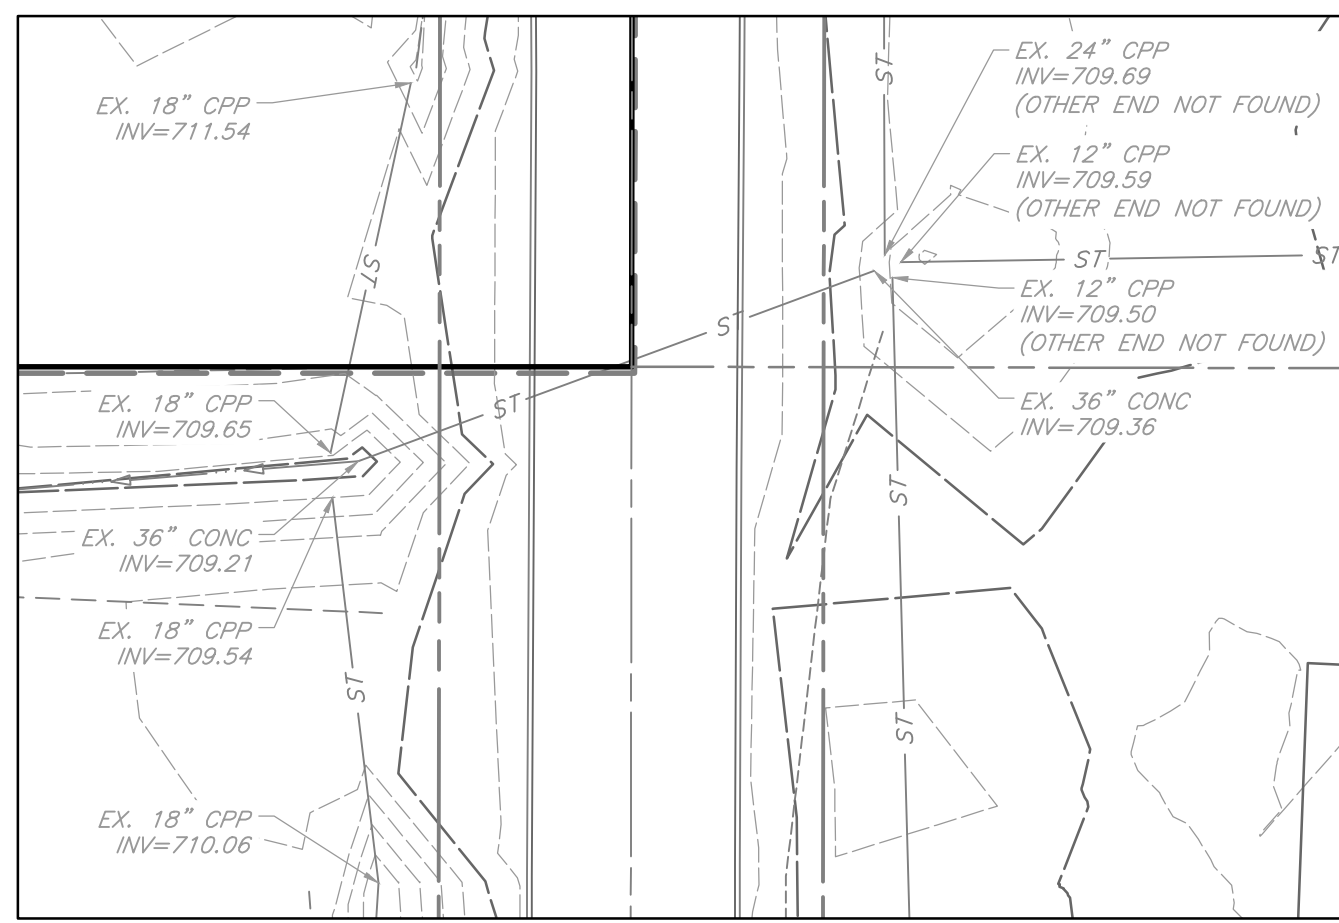 EX. 18” CPP
INV=711.54
ST
EX. 18” CPP
INV=709.65
EX. 36” CONC
INV=709.21
EX. 18” CPP
INV=709.54
ST
EX. 18” CPP
INV=710.06
ST
ST
ST
EX. 24” CPP
INV=709.69
(OTHER END NOT FOUND)
EX. 12” CPP
INV=709.59
(OTHER END NOT FOUND)
ST
ST
EX. 12” CPP
INV=709.50
(OTHER END NOT FOUND)
EX. 36” CONC
INV=709.36
ST
ST